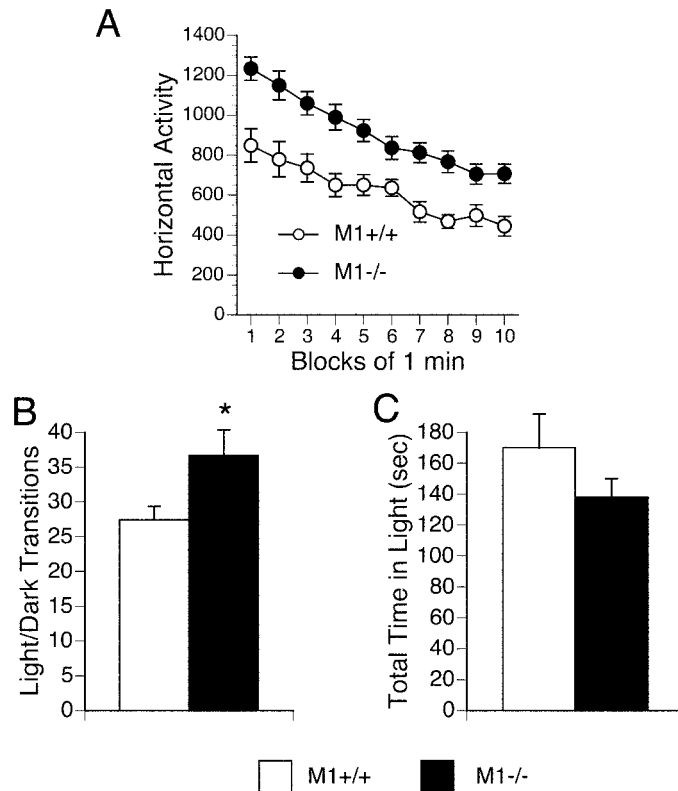 A
1400
1200
1000
800
600
400
200
0
Horizontal Activity
M1+/+
M1-/-
1 2 3 4 5 6 7 8 9 10
Blocks of 1 min
B
*
40
35
30
25
20
15
10
5
0
Light/Dark Transitions
C
180
160
140
120
100
80
60
40
20
0
Total Time in Light (sec)
M1+/+ M1-/-